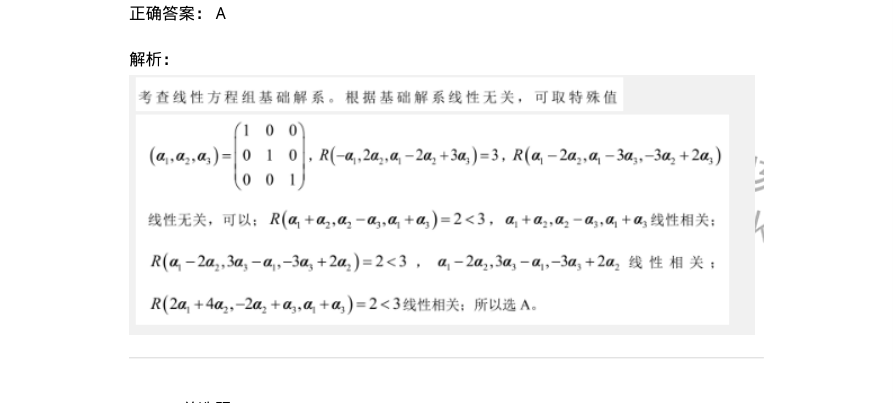 正确答案： A
解析：
考查线性方程组基础解系。根据基础解系线性无关，可取特殊值
(α₁,α₂,α₃)=(1 0 0; 0 1 0; 0 0 1), R(−α₁,2α₂,α₁−2α₂+3α₃)=3, R(α₁−2α₂,α₁−3α₃,−3α₃+2α₃)
线性无关，可以；R(α₁+α₂,α₂−α₃,α₁+α₃)=2<3，α₁+α₂,α₂−α₃,α₁+α₃线性相关；
R(α₁−2α₂,3α₃−α₁,−3α₃+2α₂)=2<3 ， α₁−2α₂,3α₃−α₁,−3α₃+2α₂ 线性相关；
R(2α₁+4α₂,−2α₂+α₃,α₁+α₃)=2<3线性相关；所以选 A。